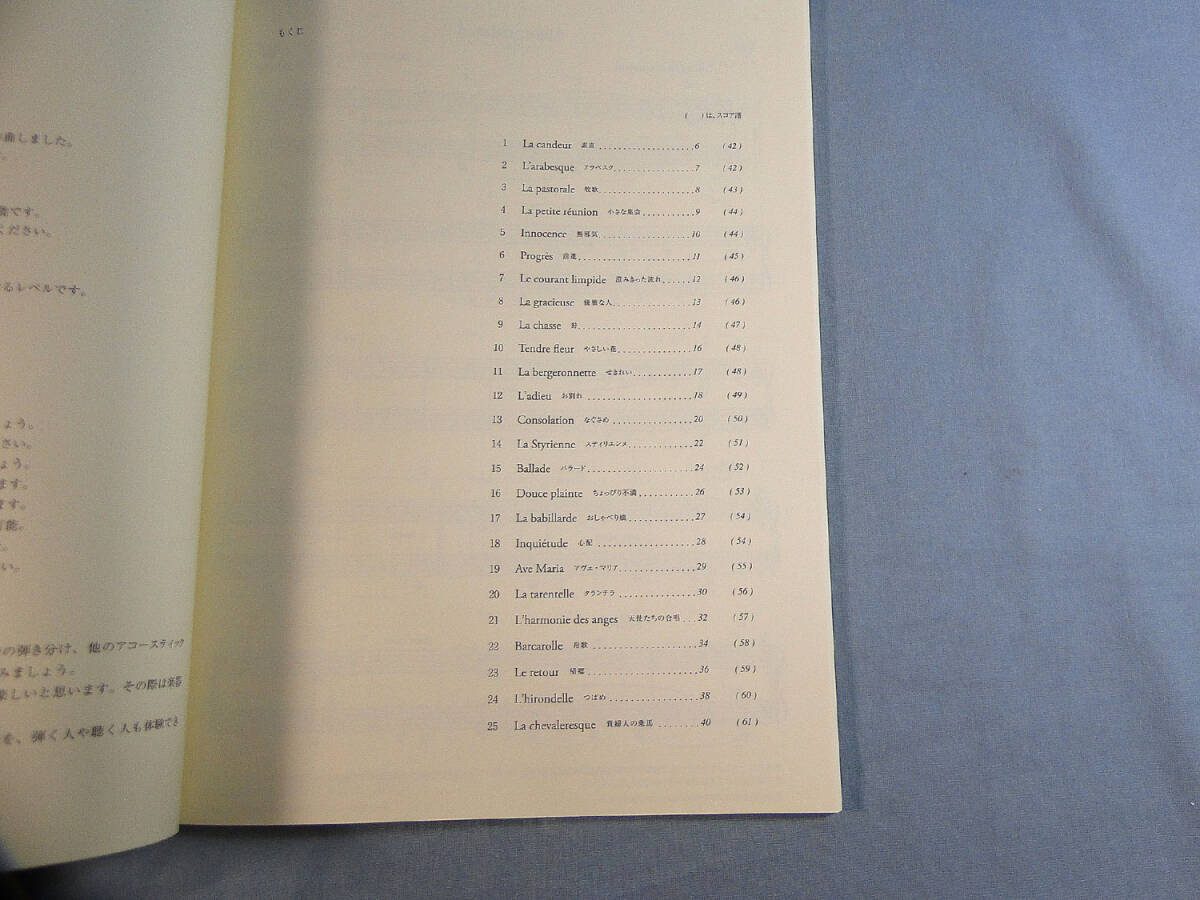 曲しました。
。
能です。
ください。
るレベルです。
ょう。
さい。
ょう。
ます。
ます。
可能。
。
い。
の弾き分け、他のアコースティック
みましょう。
楽しいと思います。その際は楽器
を、弾く人や聴く人も体験でき
もくじ
( )は、スコア譜
1 La candeur 素直 ................... 6 (42)
2 L'arabesque アラベスク ................ 7 (42)
3 La pastorale 牧歌 ................... 8 (43)
4 La petite réunion 小さな集会 ........... 9 (44)
5 Innocence 無邪気 ................... 10 (44)
6 Progrès 前進 ....................... 11 (45)
7 Le courant limpide 澄みきった流れ ...... 12 (46)
8 La gracieuse 優雅な人 ................ 13 (46)
9 La chasse 狩 ....................... 14 (47)
10 Tendre fleur やさしい花 ............... 16 (48)
11 La bergeronnette せきれい ............ 17 (48)
12 L'adieu お別れ ..................... 18 (49)
13 Consolation なぐさめ ................ 20 (50)
14 La Styrienne スティリエンヌ ............. 22 (51)
15 Ballade バラード ...................... 24 (52)
16 Douce plainte ちょっぴり不満 ........... 26 (53)
17 La babillarde おしゃべり娘 ............. 27 (54)
18 Inquiétude 心配 .................. 28 (54)
19 Ave Maria アヴェ・マリア ............... 29 (55)
20 La tarentelle タランテラ ............... 30 (56)
21 L'harmonie des anges 天使たちの合唱 ... 32 (57)
22 Barcarolle 舟歌 ................... 34 (58)
23 Le retour 帰郷 ..................... 36 (59)
24 L'hirondelle つばめ ................. 38 (60)
25 La chevaleresque 貴婦人の乗馬 ........ 40 (61)